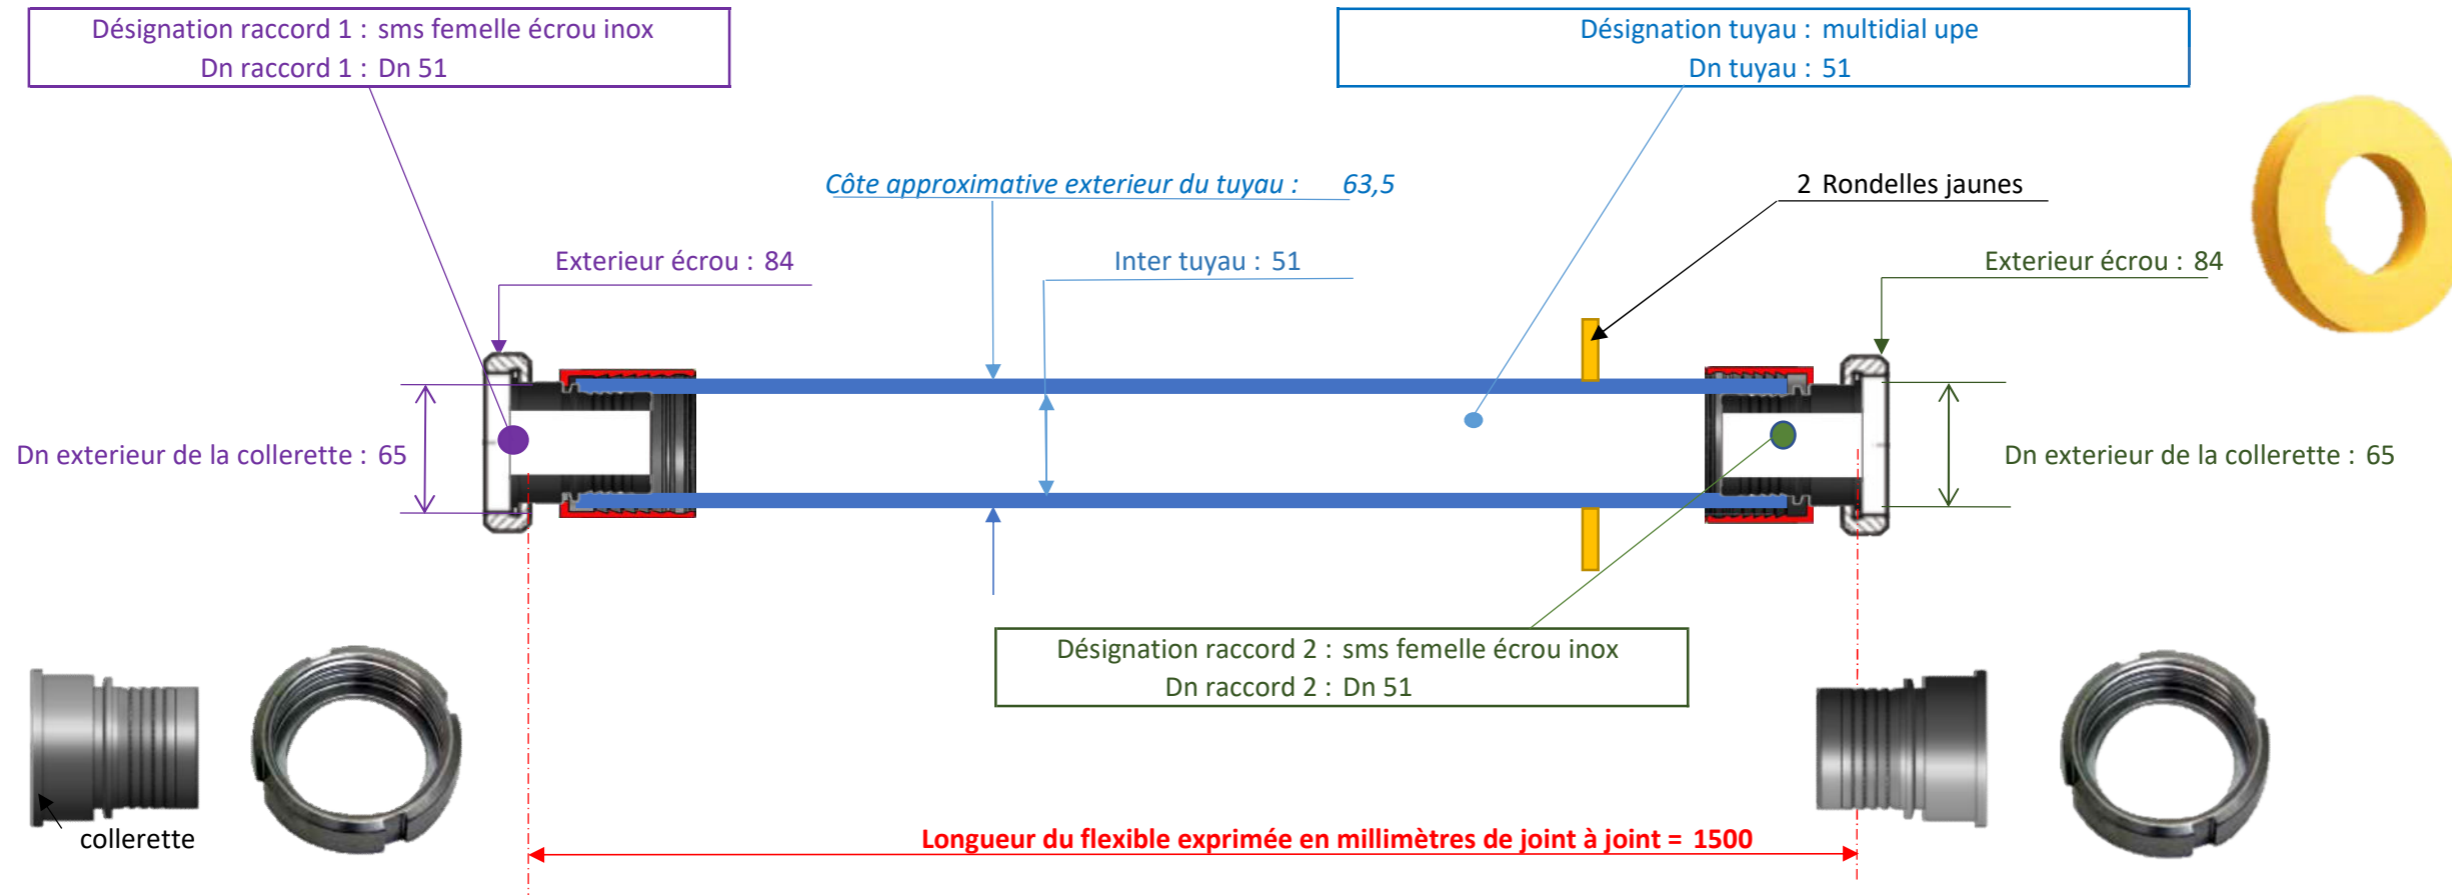 Désignation raccord 1 : sms femelle écrou inox
Dn raccord 1 : Dn 51
Désignation tuyau : multidial upe
Dn tuyau : 51
Côte approximative exterieur du tuyau : 63,5
2 Rondelles jaunes
Exterieur écrou : 84
Inter tuyau : 51
Exterieur écrou : 84
Dn exterieur de la collerette : 65
Dn exterieur de la collerette : 65
Désignation raccord 2 : sms femelle écrou inox
Dn raccord 2 : Dn 51
collerette
Longueur du flexible exprimée en millimètres de joint à joint = 1500